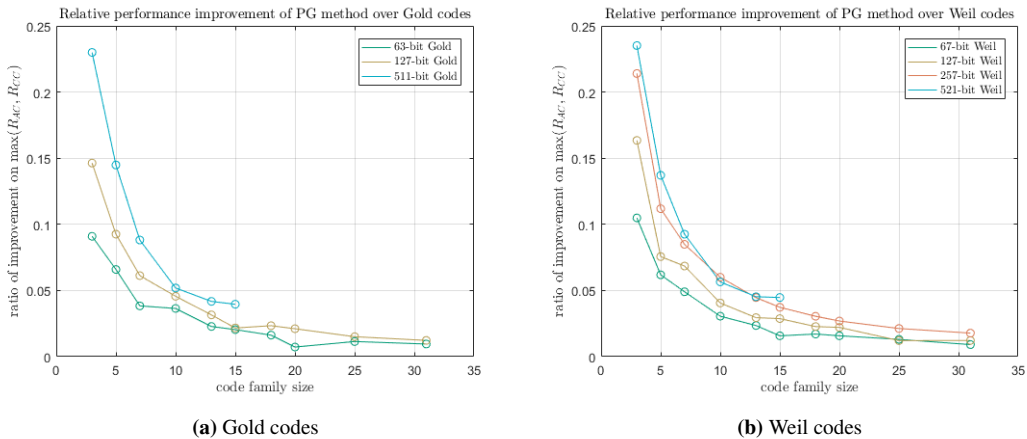 Relative performance improvement of PG method over Gold codes
0.25
0.2
0.15
0.1
0.05
0
0 5 10 15 20 25 30 35
ratio of improvement on max(R_AC, R_CC)
code family size
63-bit Gold
127-bit Gold
511-bit Gold
(a) Gold codes
Relative performance improvement of PG method over Weil codes
0.25
0.2
0.15
0.1
0.05
0
0 5 10 15 20 25 30 35
ratio of improvement on max(R_AC, R_CC)
code family size
67-bit Weil
127-bit Weil
257-bit Weil
521-bit Weil
(b) Weil codes